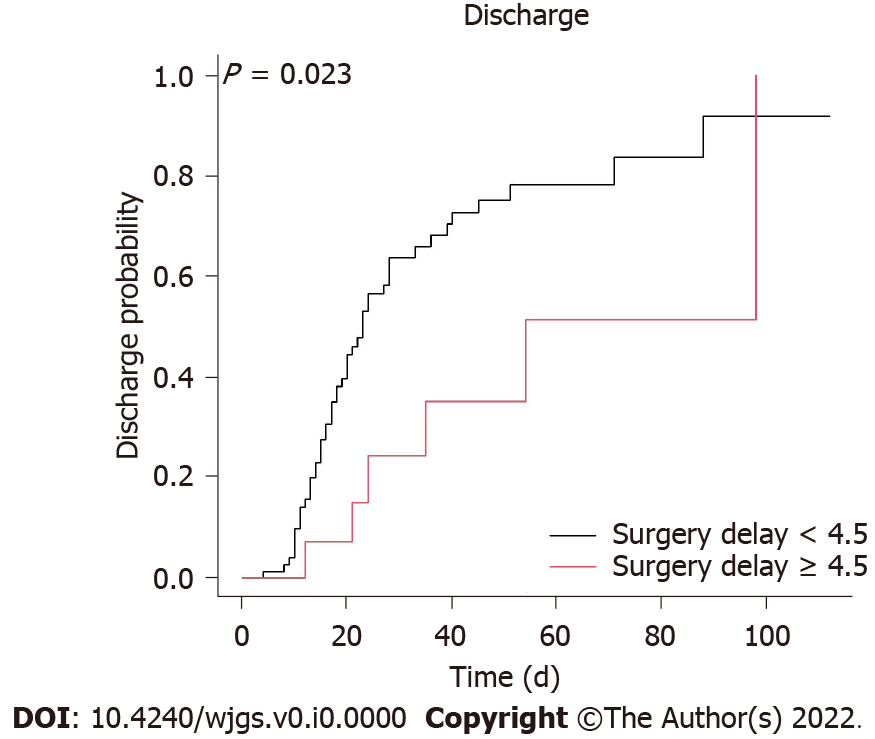 Discharge
P = 0.023
1.0
0.8
0.6
0.4
0.2
0.0
Discharge probability
Surgery delay < 4.5
Surgery delay ≥ 4.5
0 20 40 60 80 100
Time (d)
DOI: 10.4240/wjgs.v0.i0.0000 Copyright ©The Author(s) 2022.